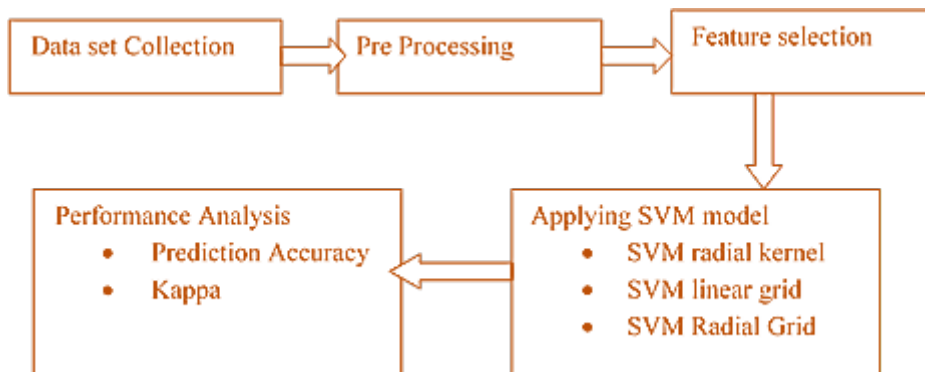 Data set Collection
Pre Processing
Feature selection
Applying SVM model
• SVM radial kernel
• SVM linear grid
• SVM Radial Grid
Performance Analysis
• Prediction Accuracy
• Kappa